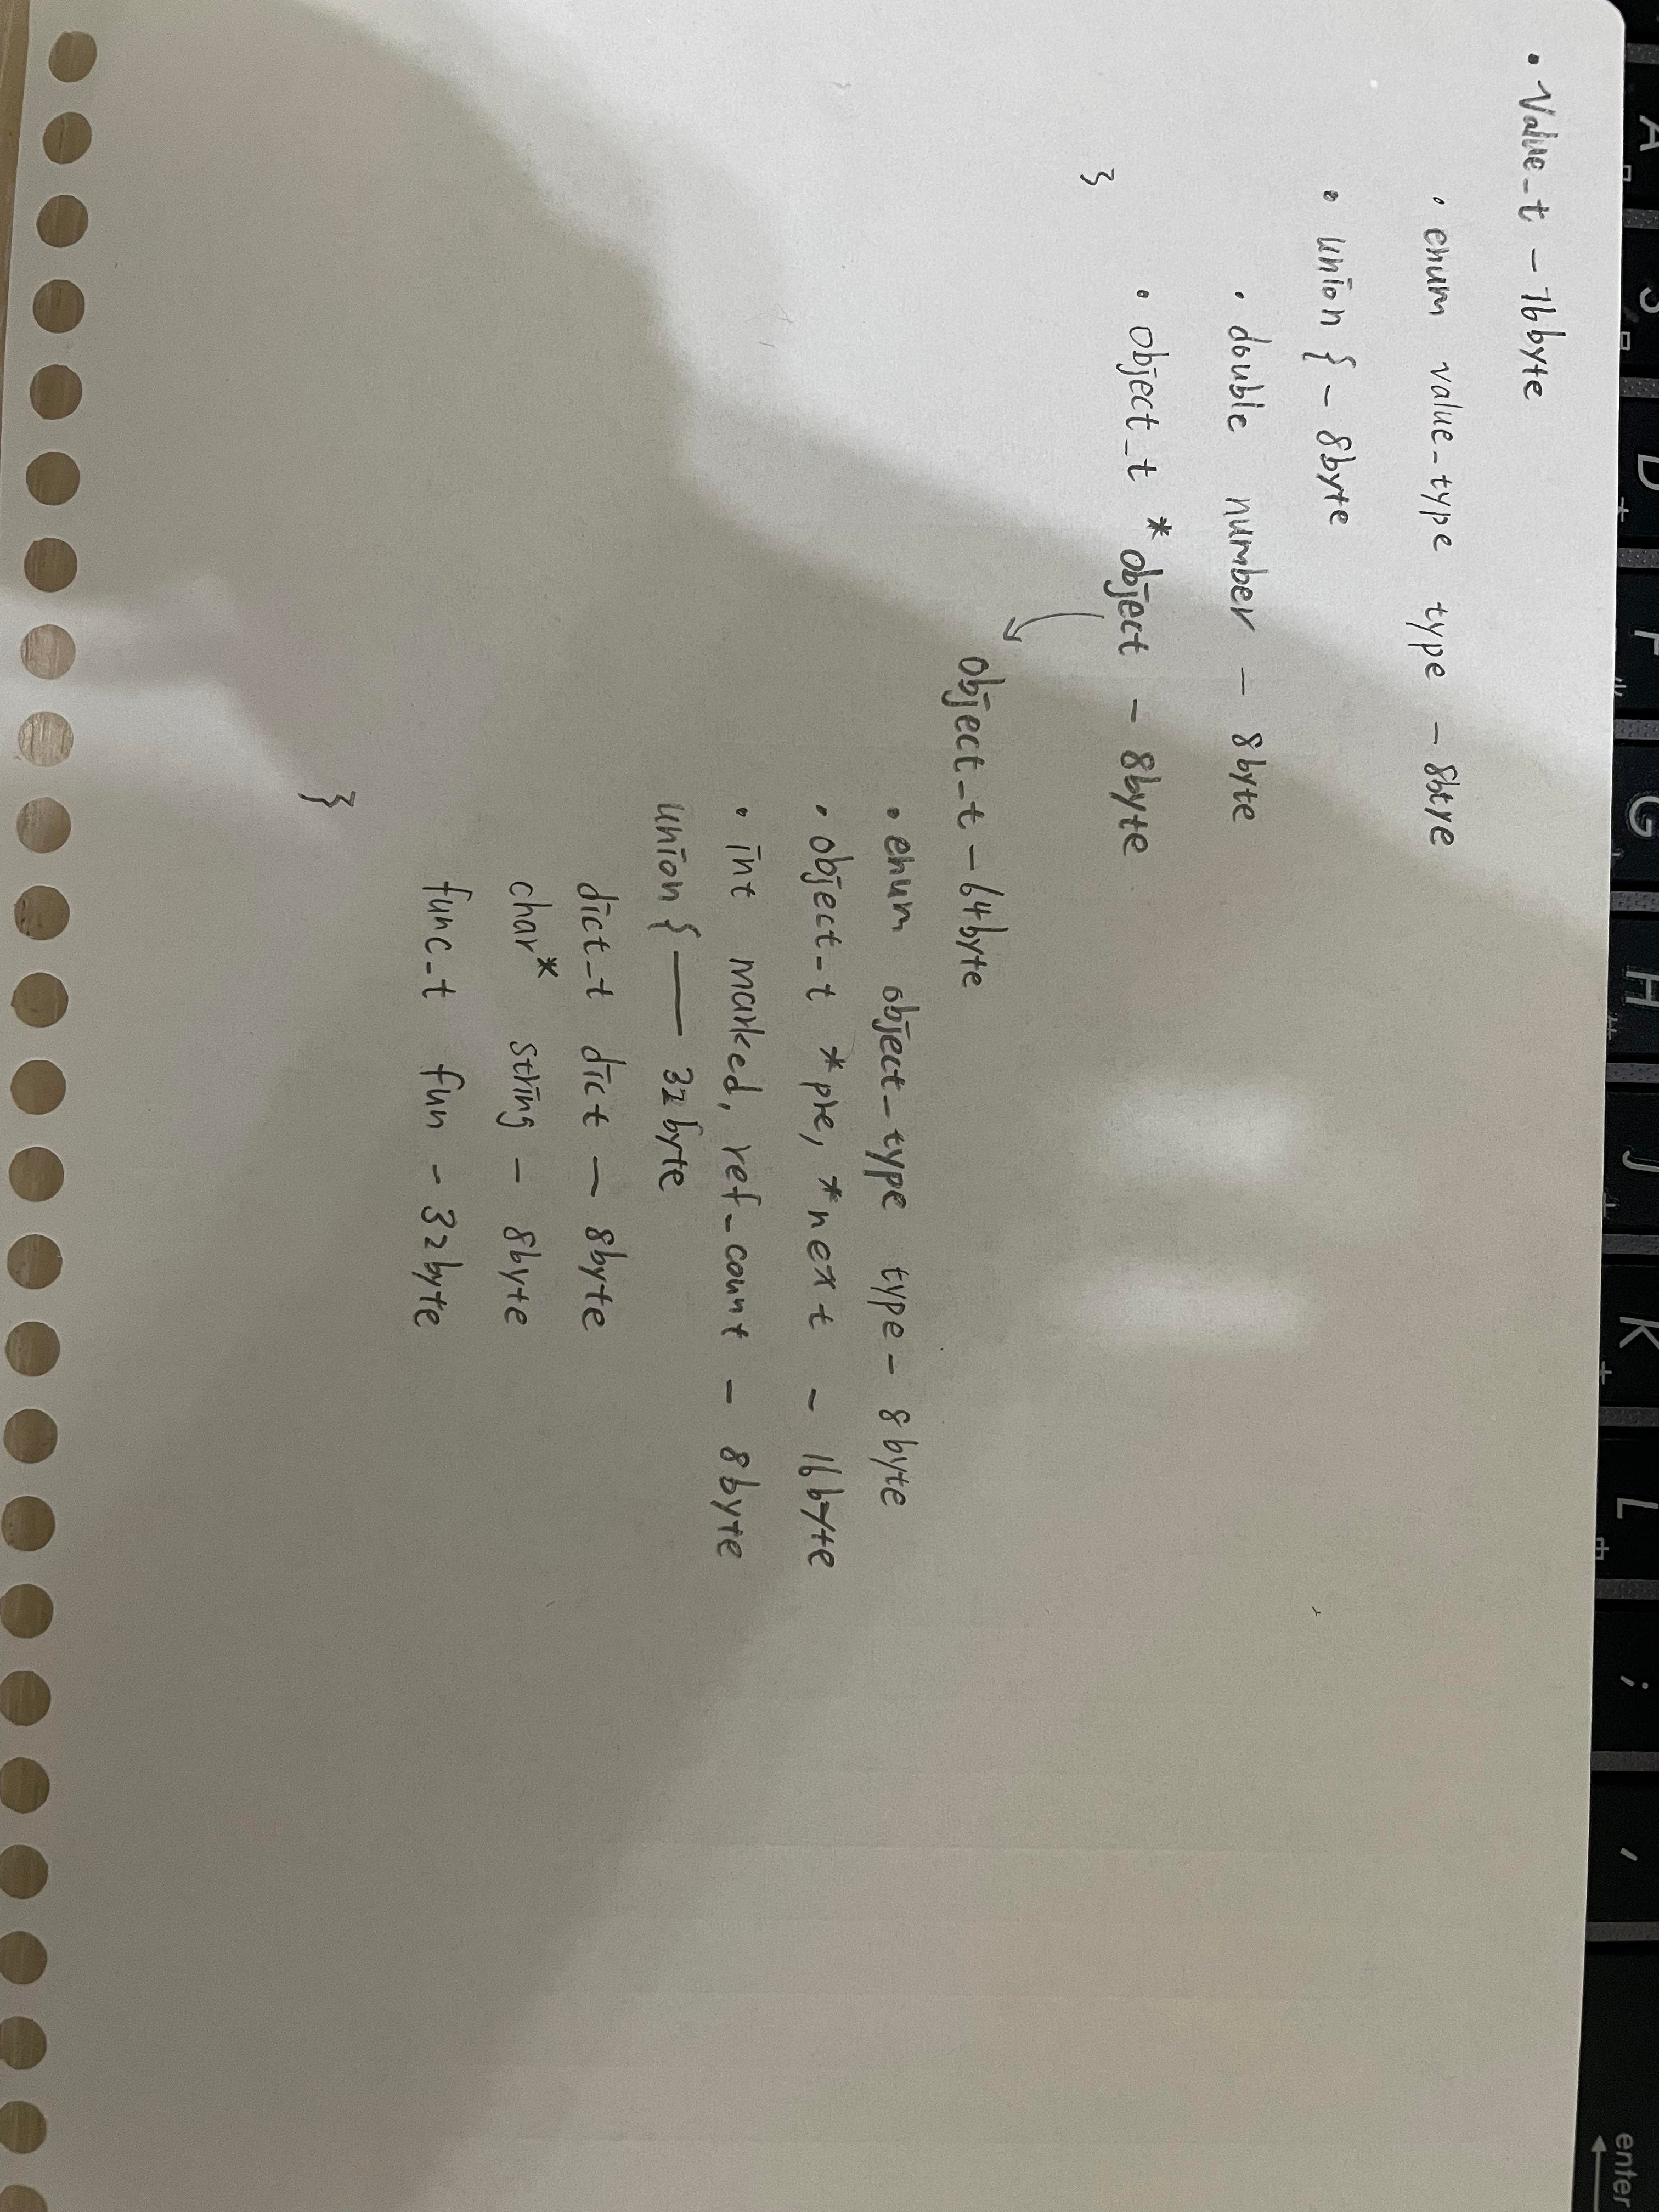 A S D F G H J K L ; , enter
• Value_t - 16byte
• enum value_type type - 8btye
• union { - 8byte
• double number - 8byte
• object_t *object - 8byte
}
object_t - 64byte
• enum object_type type - 8byte
• object_t *pre, *next - 16byte
• int marked, ref_count - 8byte
union { — 32byte
dict_t dict - 8byte
char* string - 8byte
func_t fun - 32byte
}